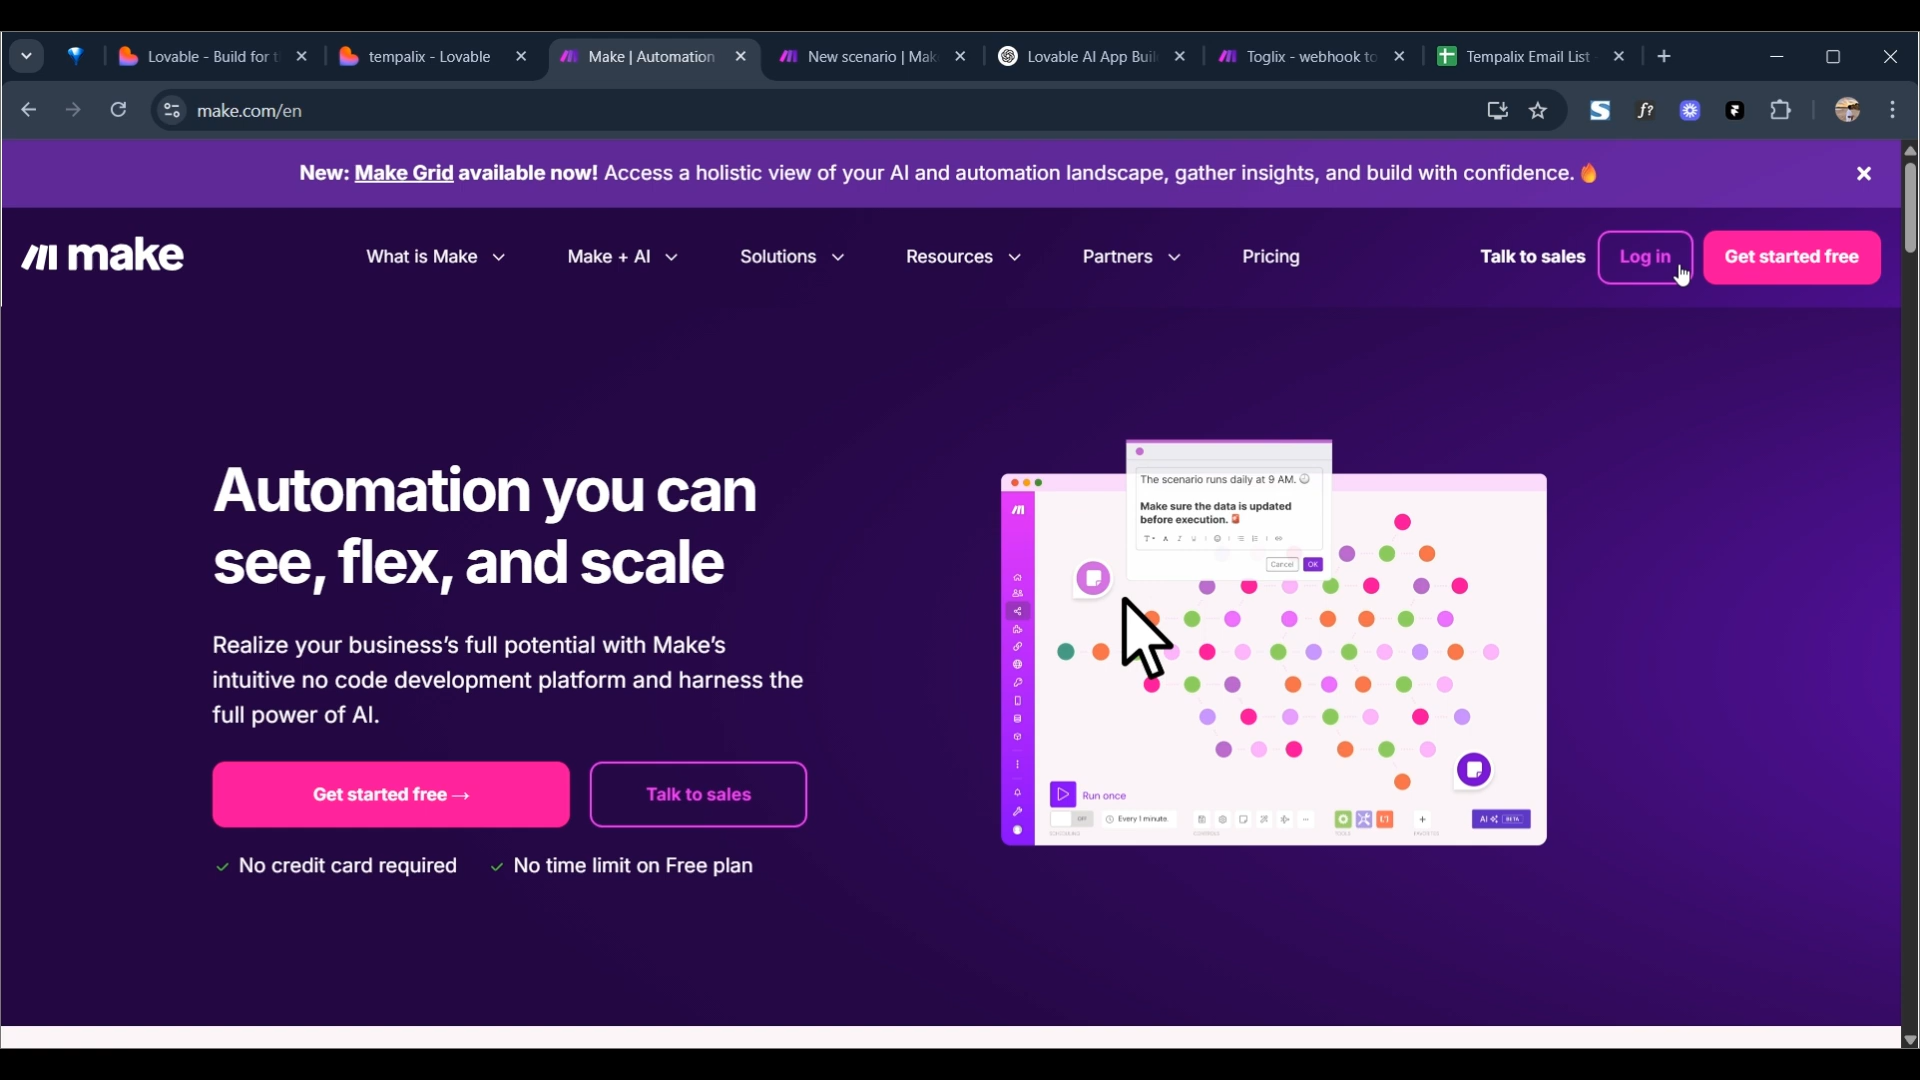 Lovable - Build for t
tempalix - Lovable
Make | Automation
New scenario | Mak
Lovable AI App Buil
Toglix - webhook to
Tempalix Email List
make.com/en
New: Make Grid available now! Access a holistic view of your AI and automation landscape, gather insights, and build with confidence.🔥
make
What is Make
Make + AI
Solutions
Resources
Partners
Pricing
Talk to sales
Log in
Get started free
Automation you can
see, flex, and scale
Realize your business's full potential with Make's
intuitive no code development platform and harness the
full power of AI.
Get started free →
Talk to sales
No credit card required
No time limit on Free plan
The scenario runs daily at 9 AM.
Make sure the data is updated
before execution.
Cancel
OK
Run once
OFF
Every 1 minute.
AI
BETA